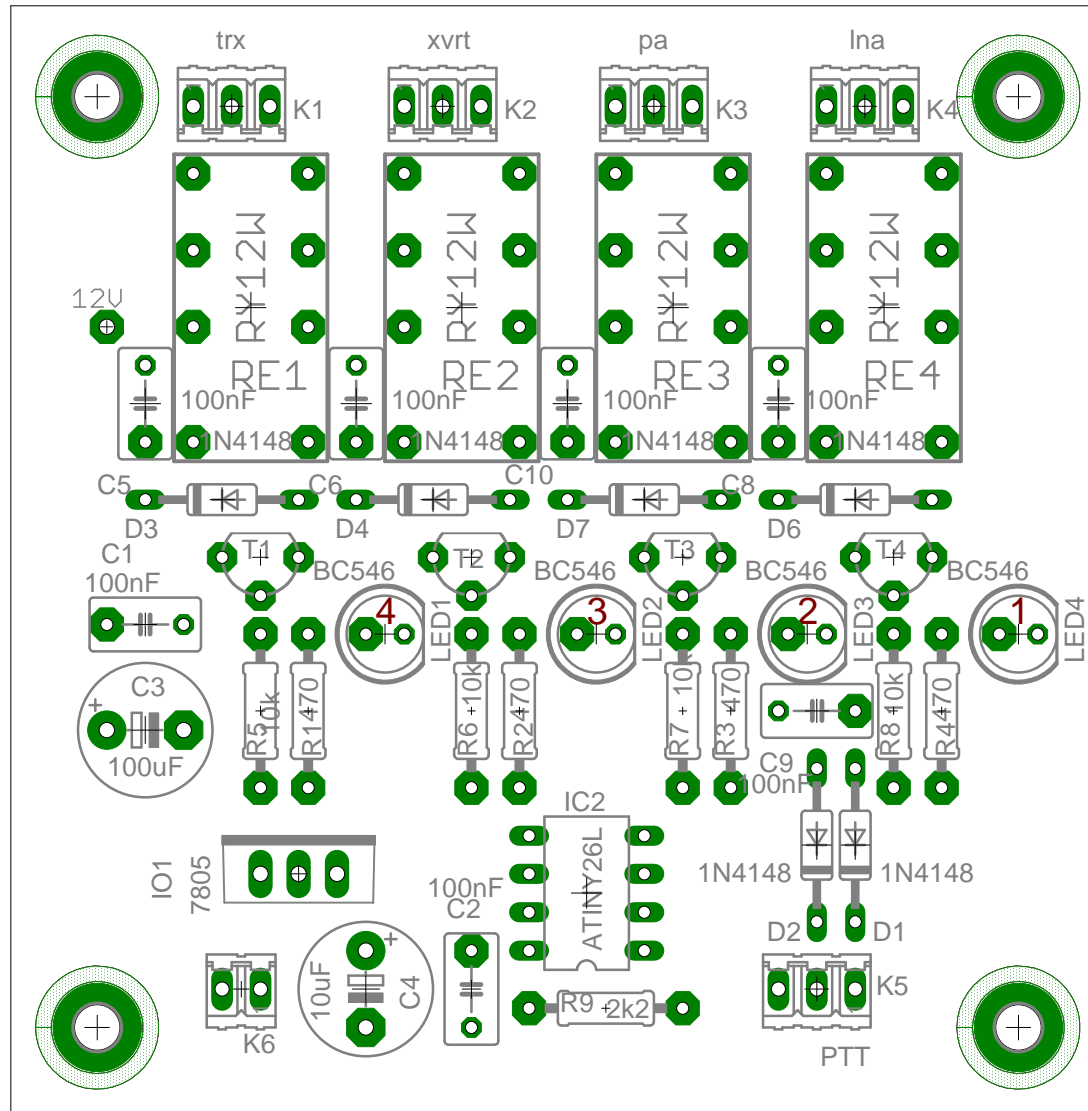 trx xvrt pa lna
K1 K2 K3 K4
RY12W RY12W RY12W RY12W
12V
RE1 RE2 RE3 RE4
100nF 100nF 100nF 100nF
1N4148 1N4148 1N4148 1N4148
C5 C6 C10 C8
D3 D4 D7 D6
C1 T1 T2 T3 T4
100nF BC546 BC546 BC546 BC546
4 LED1 3 LED2 2 LED3 1 LED4
C3 + 100uF
R5 10k R1 470 R6 10k R2 470 R7 10k R3 470 R8 10k R4 470
C9
100nF
IC2
ATINY26L
1N4148 1N4148
IO1
7805
100nF
C2
D2 D1
10uF + C4
K6
R9 2k2
K5
PTT